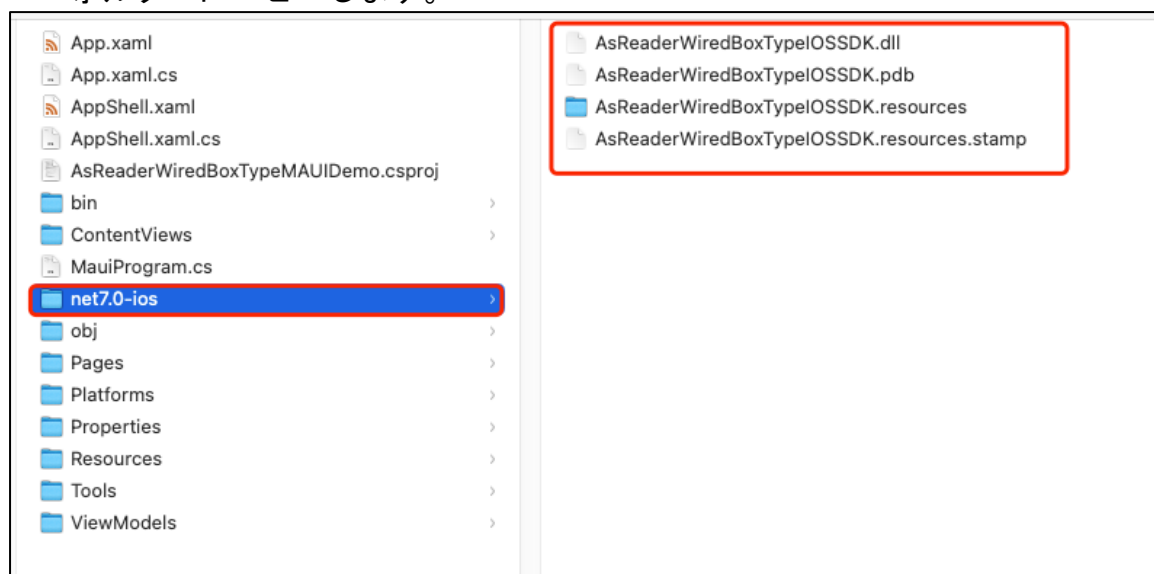 App.xaml
App.xaml.cs
AppShell.xaml
AppShell.xaml.cs
AsReaderWiredBoxTypeMAUIDemo.csproj
bin
ContentViews
MauiProgram.cs
net7.0-ios
obj
Pages
Platforms
Properties
Resources
Tools
ViewModels
AsReaderWiredBoxTypeIOSSDK.dll
AsReaderWiredBoxTypeIOSSDK.pdb
AsReaderWiredBoxTypeIOSSDK.resources
AsReaderWiredBoxTypeIOSSDK.resources.stamp